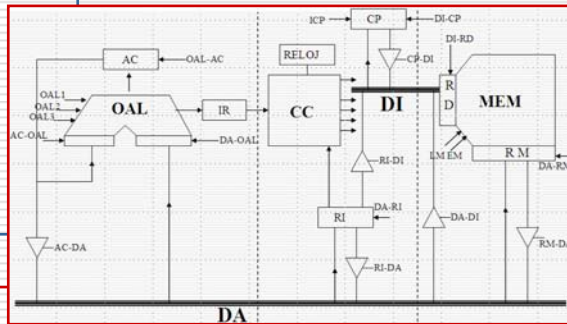 ICP
CP
DI-CP
RELOJ
CP-DI
DI-RD
AC
OAL-AC
OAL1
OAL2
OAL3
OAL
IR
CC
DI
R
D
MEM
AC-OAL
DA-OAL
RI-DI
LM EM
R M
DA-RM
DA-RI
RI
DA-DI
AC-DA
RI-DA
RM-DA
DA